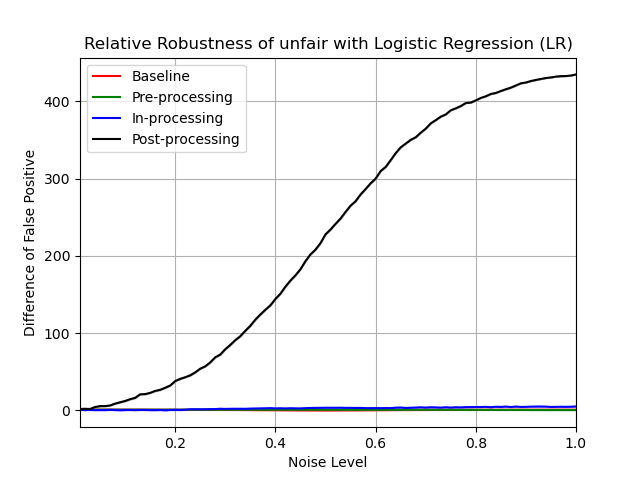 Relative Robustness of unfair with Logistic Regression (LR)
Baseline
Pre-processing
In-processing
Post-processing
Difference of False Positive
400
300
200
100
0
0.2 0.4 0.6 0.8 1.0
Noise Level